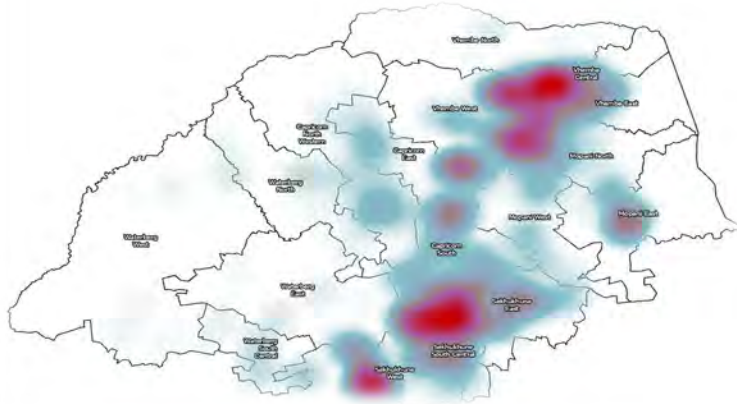 Vhembe North
Vhembe
Central
Vhembe East
Vhembe West
Capricorn
North
Western
Capricorn
East
Mopani North
Waterberg
North
Mopani East
Mopani West
Waterberg
West
Capricorn
South
Waterberg
East
Sekhukhune
East
Waterberg
South
Central
Sekhukhune
South Central
Sekhukhune
West